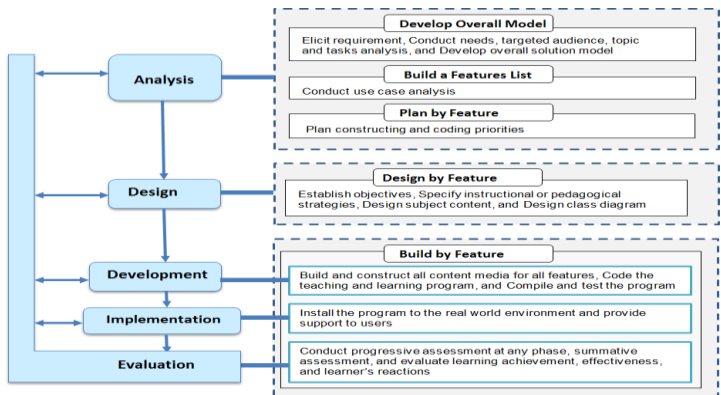 Develop Overall Model
Elicit requirement, Conduct needs, targeted audience, topic
and tasks analysis, and Develop overall solution model
Analysis
Build a Features List
Conduct use case analysis
Plan by Feature
Plan constructing and coding priorities
Design by Feature
Design
Establish objectives, Specify instructional or pedagogical
strategies, Design subject content, and Design class diagram
Build by Feature
Development
Build and construct all content media for all features, Code the
teaching and learning program, and Compile and test the program
Implementation
Install the program to the real world environment and provide
support to users
Evaluation
Conduct progressive assessment at any phase, summative
assessment, and evaluate learning achievement, effectiveness,
and learner's reactions